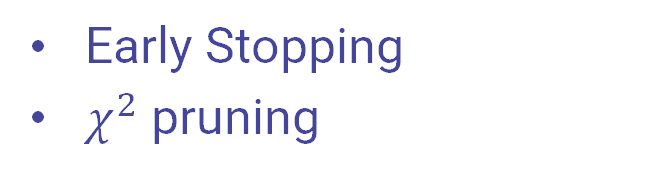 • Early Stopping
• χ² pruning